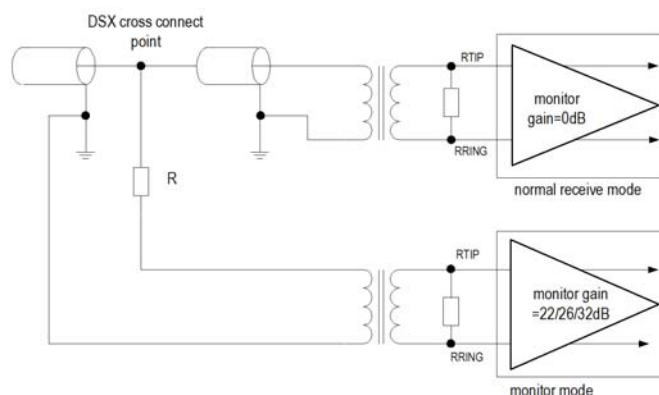 DSX cross connect
point
RTIP
monitor
gain=0dB
RRING
normal receive mode
R
RTIP
monitor gain
=22/26/32dB
RRING
monitor mode